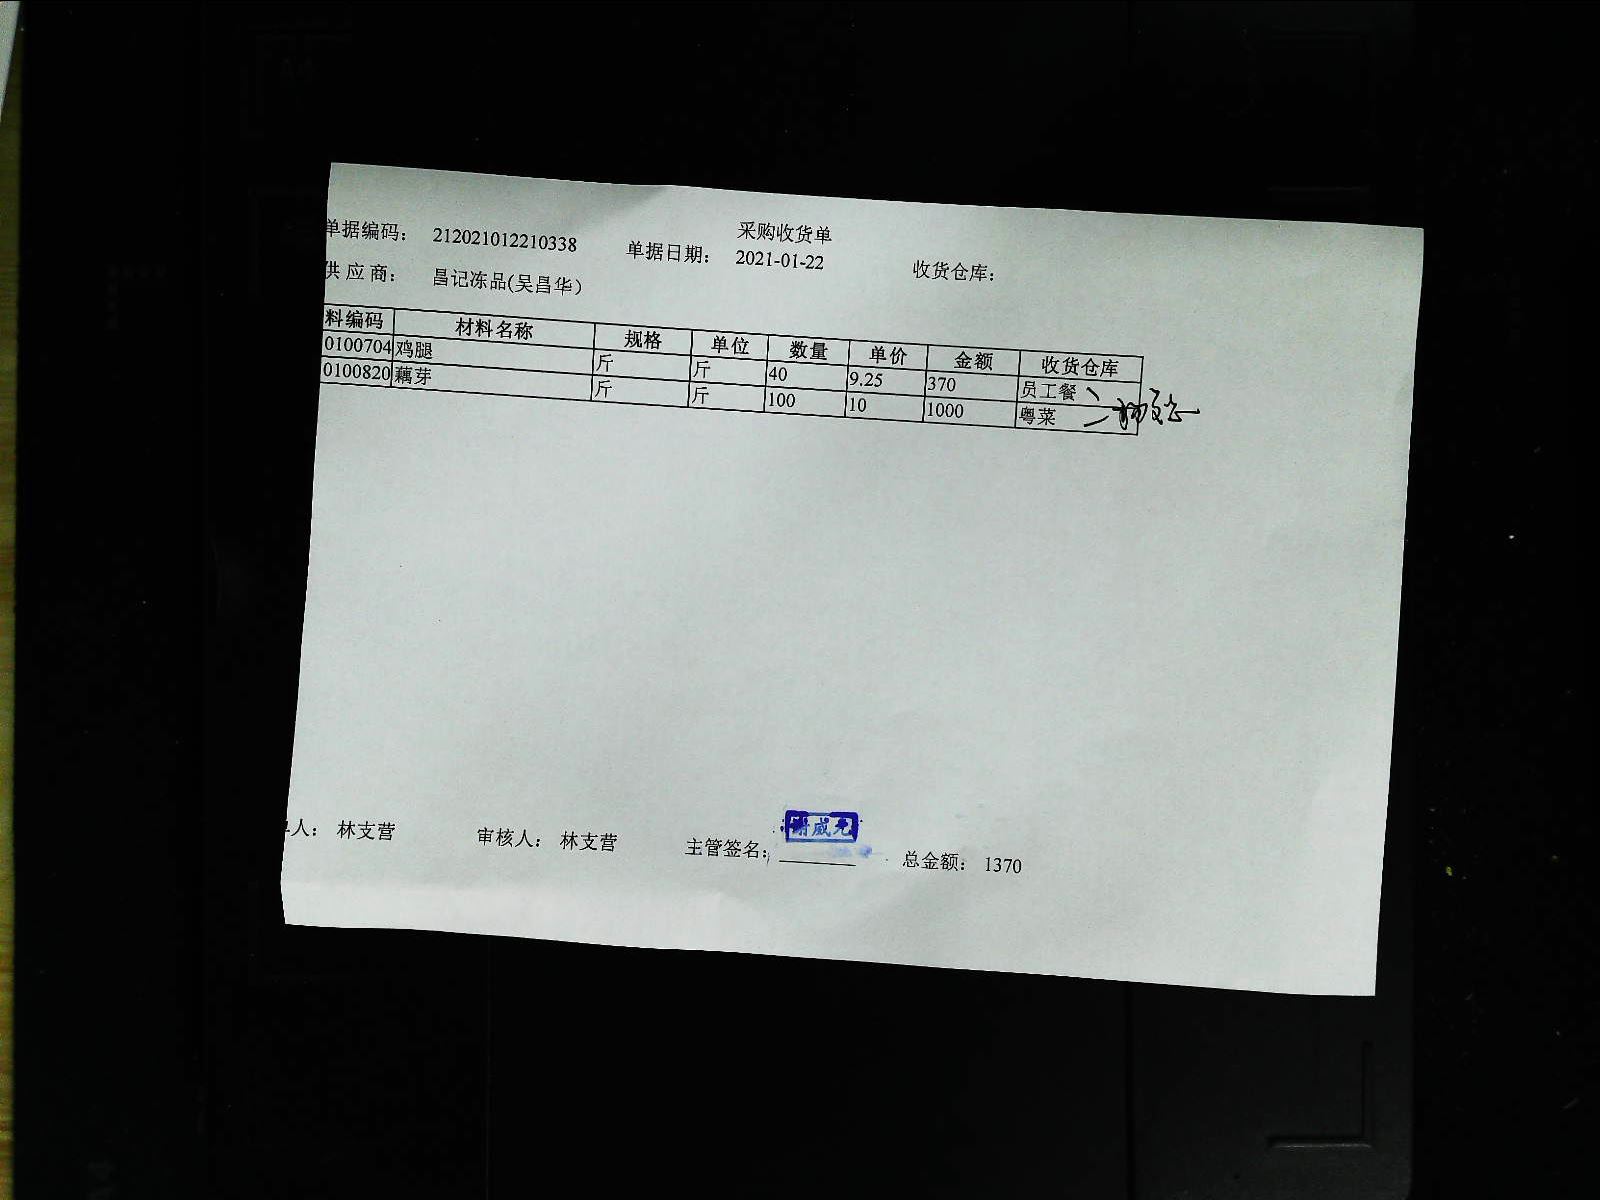 采购收货单
单据编码： 212021012210338 单据日期： 2021-01-22 收货仓库：
供应商： 昌记冻品(吴昌华）
料编码 材料名称 规格 单位 数量 单价 金额 收货仓库
0100704 鸡腿 斤 斤 40 9.25 370 员工餐
0100820 藕芽 斤 斤 100 10 1000 粤菜
人： 林支营 审核人： 林支营 主管签名： 总金额： 1370